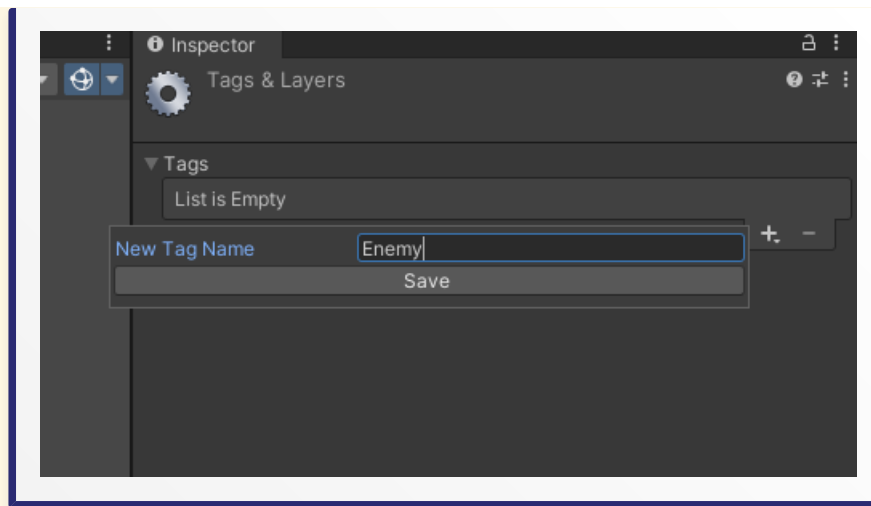 Inspector
Tags & Layers
Tags
List is Empty
New Tag Name Enemy
Save